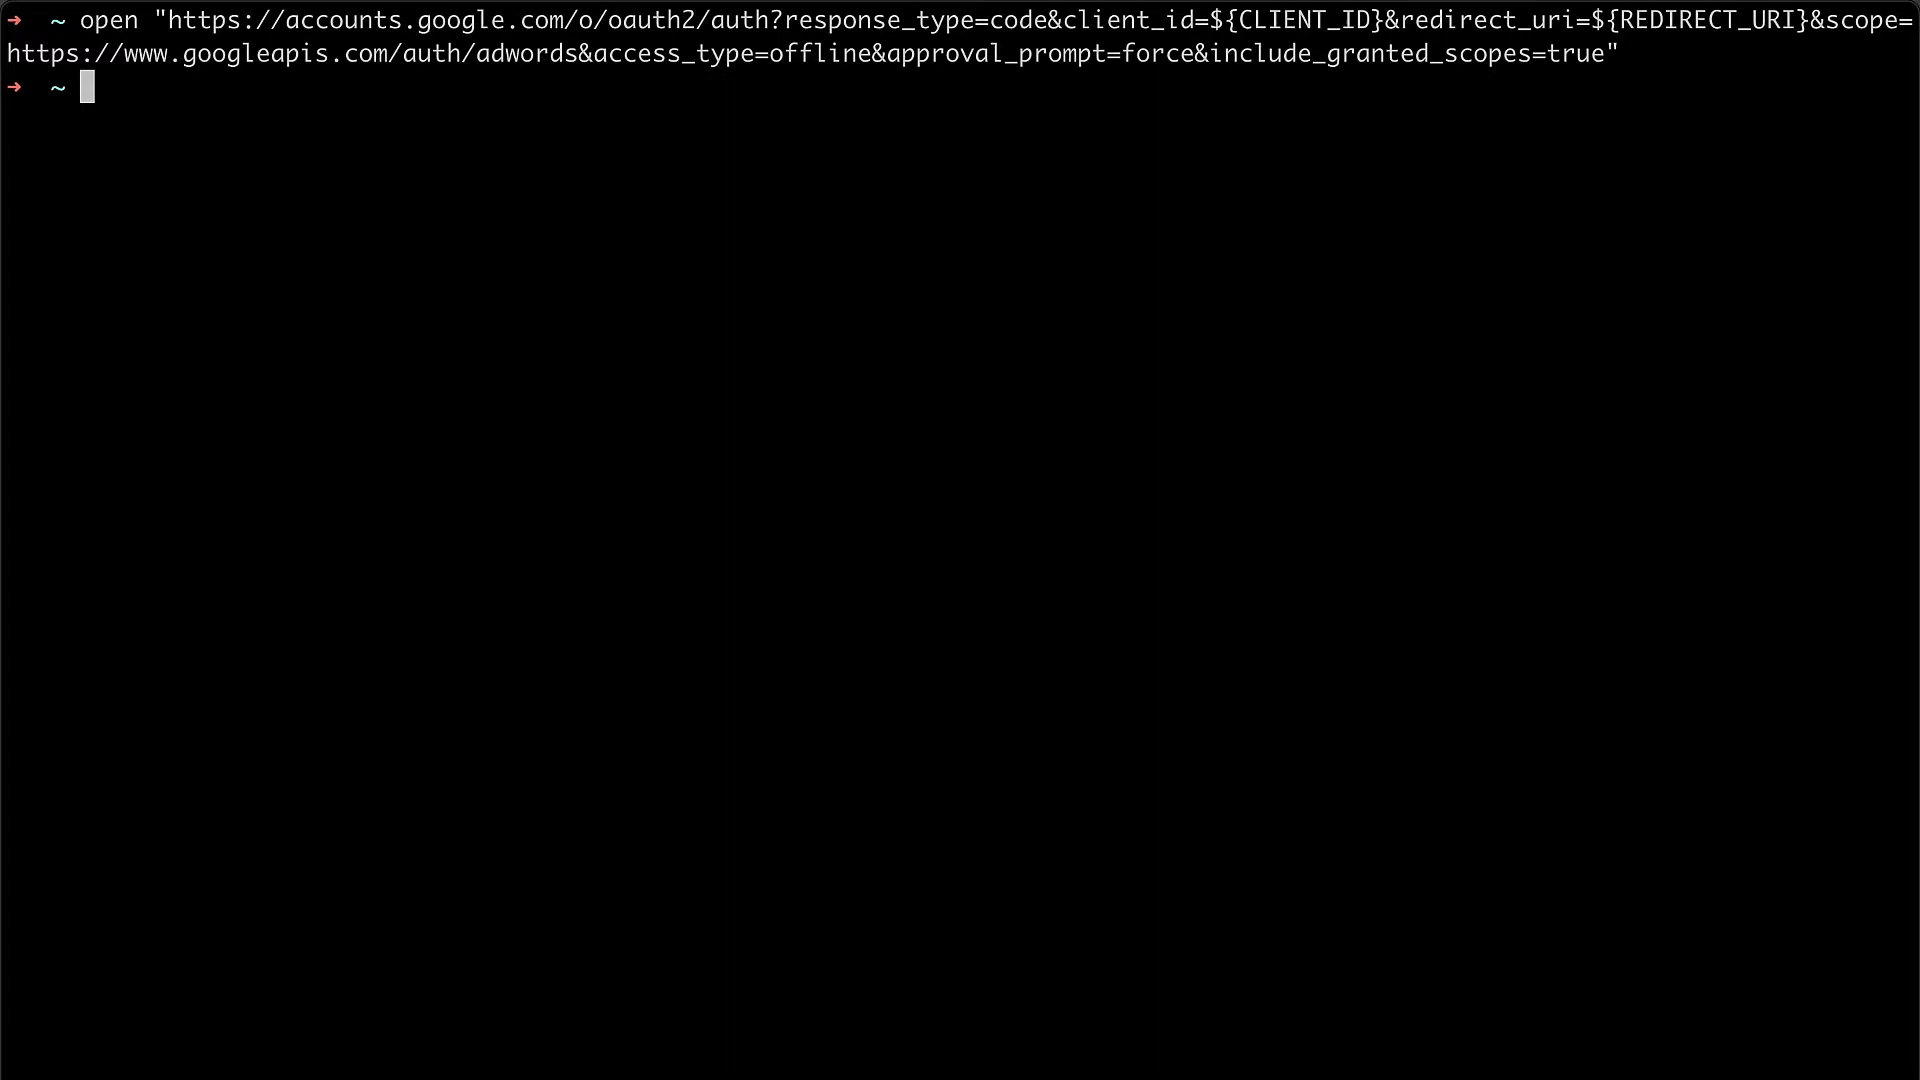 ➜  ~ open "https://accounts.google.com/o/oauth2/auth?response_type=code&client_id=${CLIENT_ID}&redirect_uri=${REDIRECT_URI}&scope=
https://www.googleapis.com/auth/adwords&access_type=offline&approval_prompt=force&include_granted_scopes=true"
➜  ~